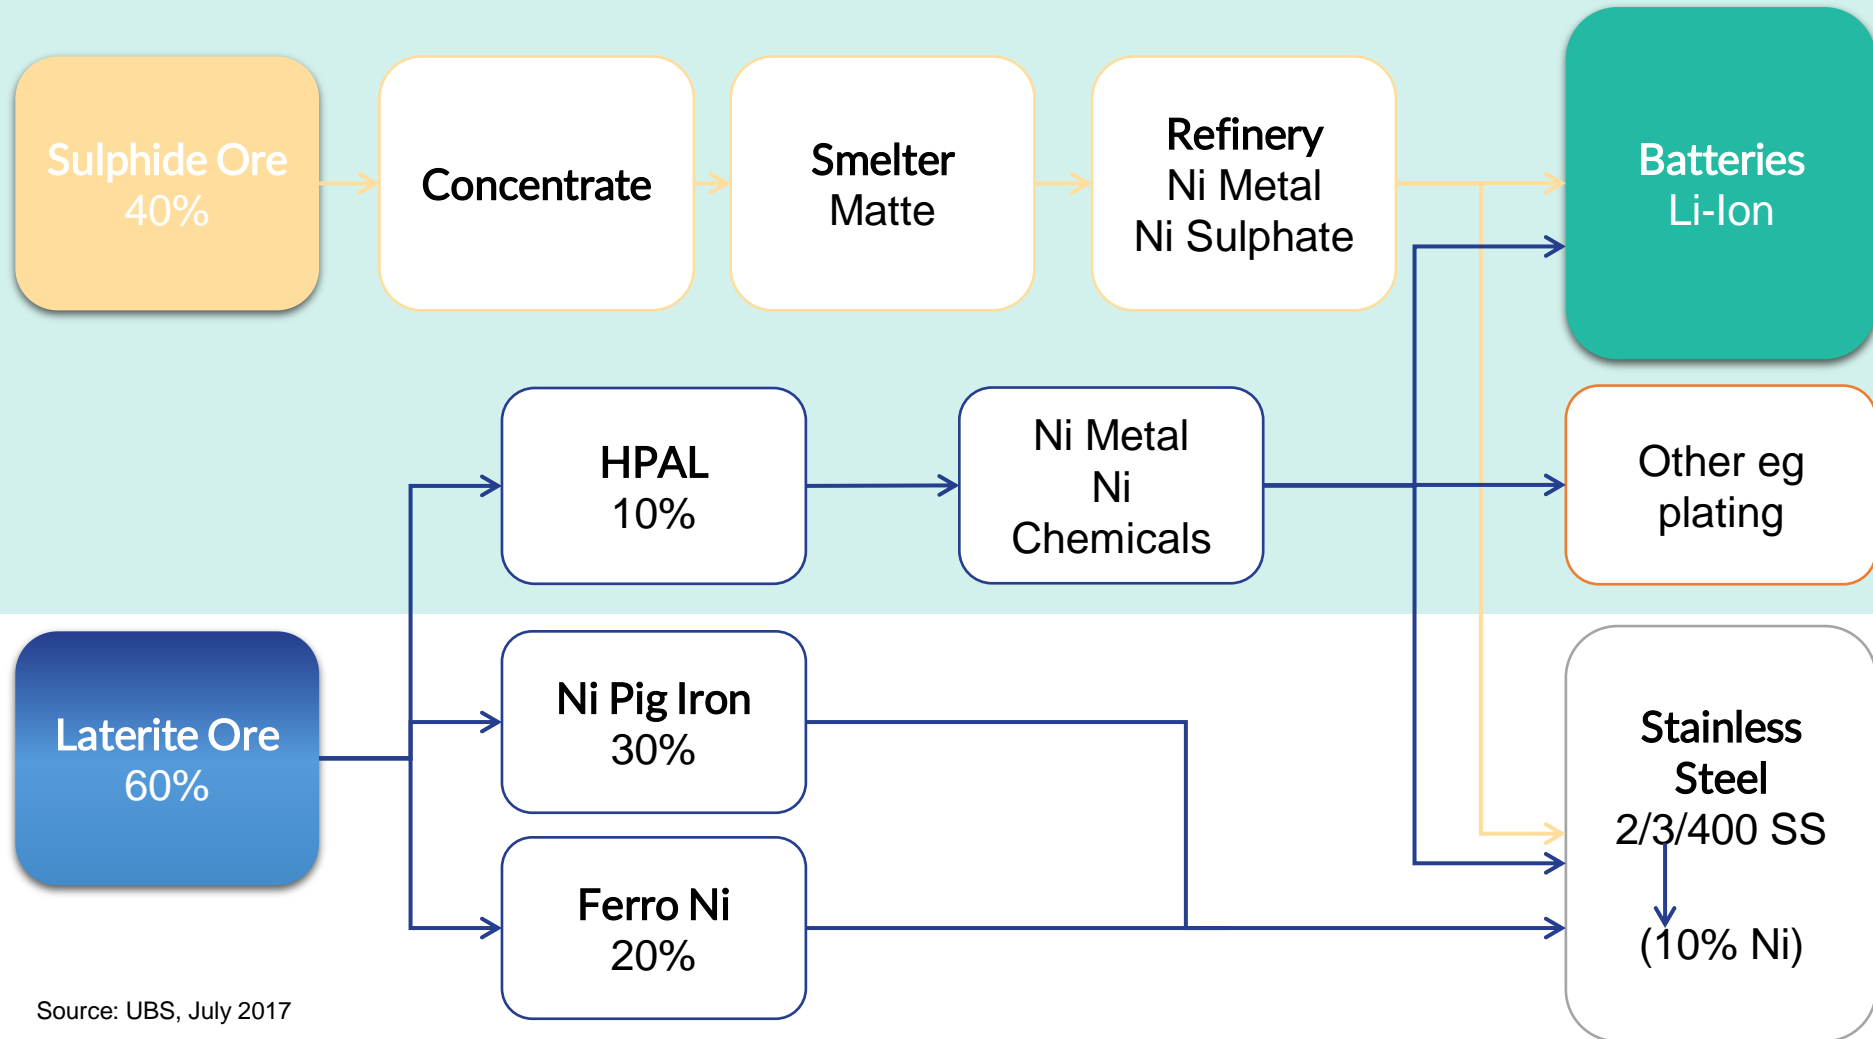 Sulphide Ore
40%
Concentrate
Smelter
Matte
Refinery
Ni Metal
Ni Sulphate
Batteries
Li-Ion
HPAL
10%
Ni Metal
Ni
Chemicals
Other eg
plating
Laterite Ore
60%
Ni Pig Iron
30%
Ferro Ni
20%
Stainless
Steel
2/3/400 SS
(10% Ni)
Source: UBS, July 2017